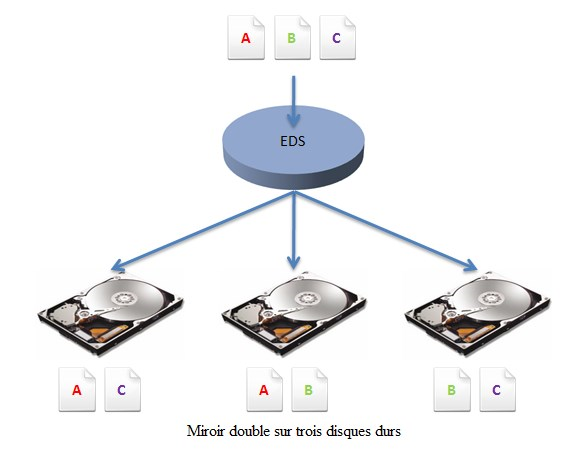 A B C
EDS
A C A B B C
Miroir double sur trois disques durs